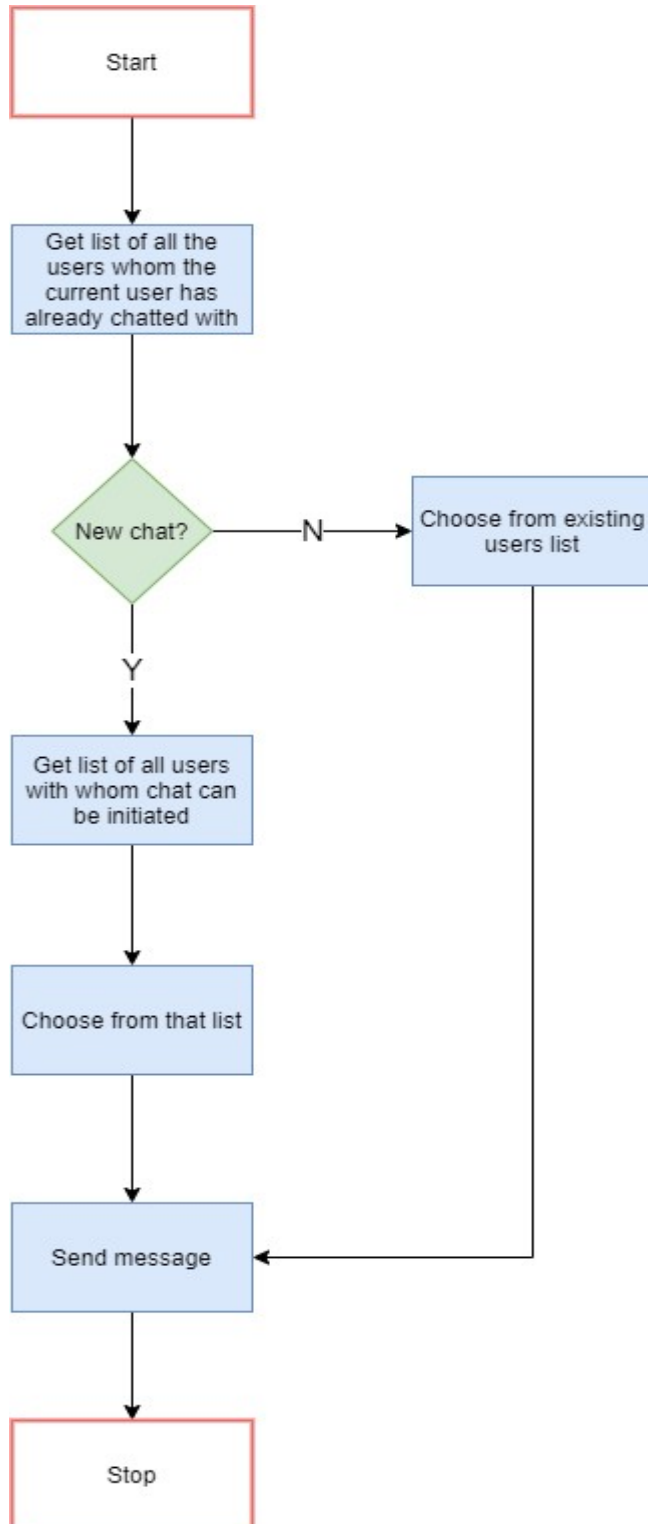 Start
Get list of all the
users whom the
current user has
already chatted with
New chat?
N
Choose from existing
users list
Y
Get list of all users
with whom chat can
be initiated
Choose from that list
Send message
Stop